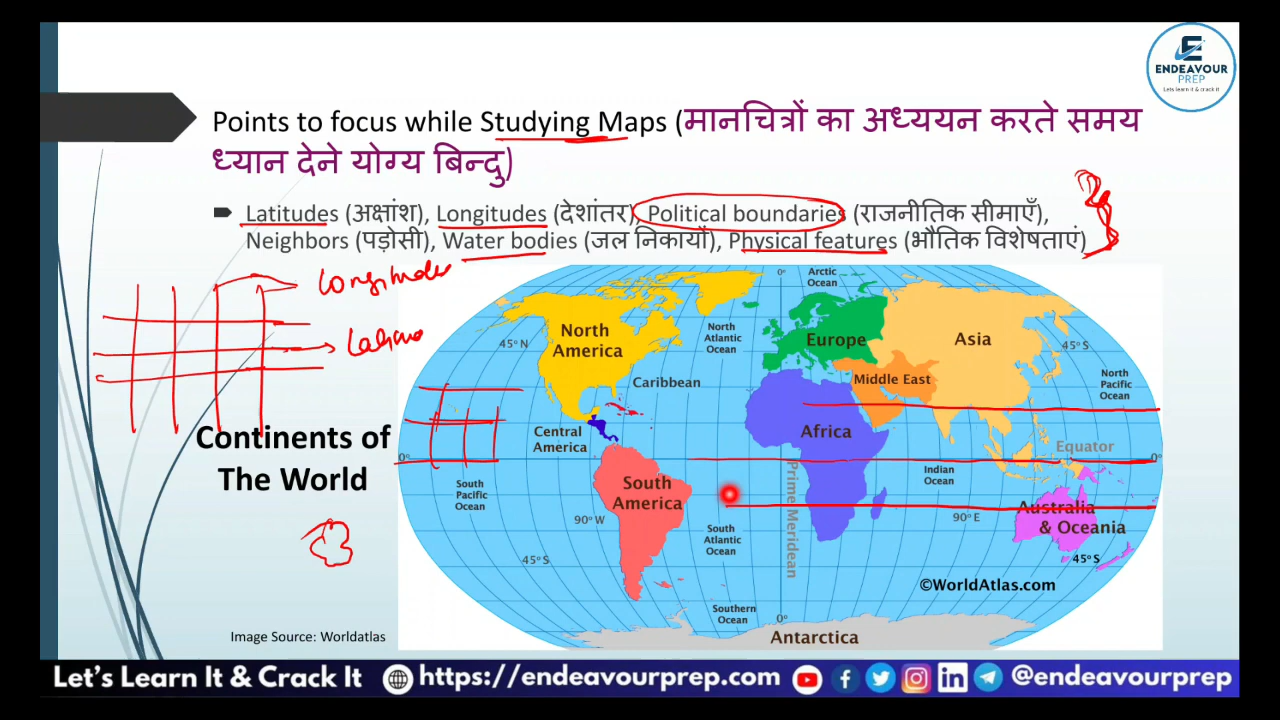 ENDEAVOUR
PREP
Lets learn it & crack it
Points to focus while Studying Maps (मानचित्रों का अध्ययन करते समय
ध्यान देने योग्य बिन्दु)
Latitudes (अक्षांश), Longitudes (देशांतर), Political boundaries (राजनीतिक सीमाएँ),
Neighbors (पड़ोसी), Water bodies (जल निकायों), Physical features (भौतिक विशेषताएं)
Longitudes
Continents of
The World
0°
Arctic
Ocean
North
America
45° N
North
Atlantic
Ocean
Europe
Asia
45° S
Middle East
North
Pacific
Ocean
Caribbean
Central
America
Africa
Equator
0°
0°
South
Pacific
Ocean
South
America
Prime Meridean
Indian
Ocean
90° W
90° E
Australia
& Oceania
South
Atlantic
Ocean
45° S
45° S
©WorldAtlas.com
Southern
Ocean
0°
Antarctica
Image Source: Worldatlas
Let's Learn It & Crack It https://endeavourprep.com @endeavourprep